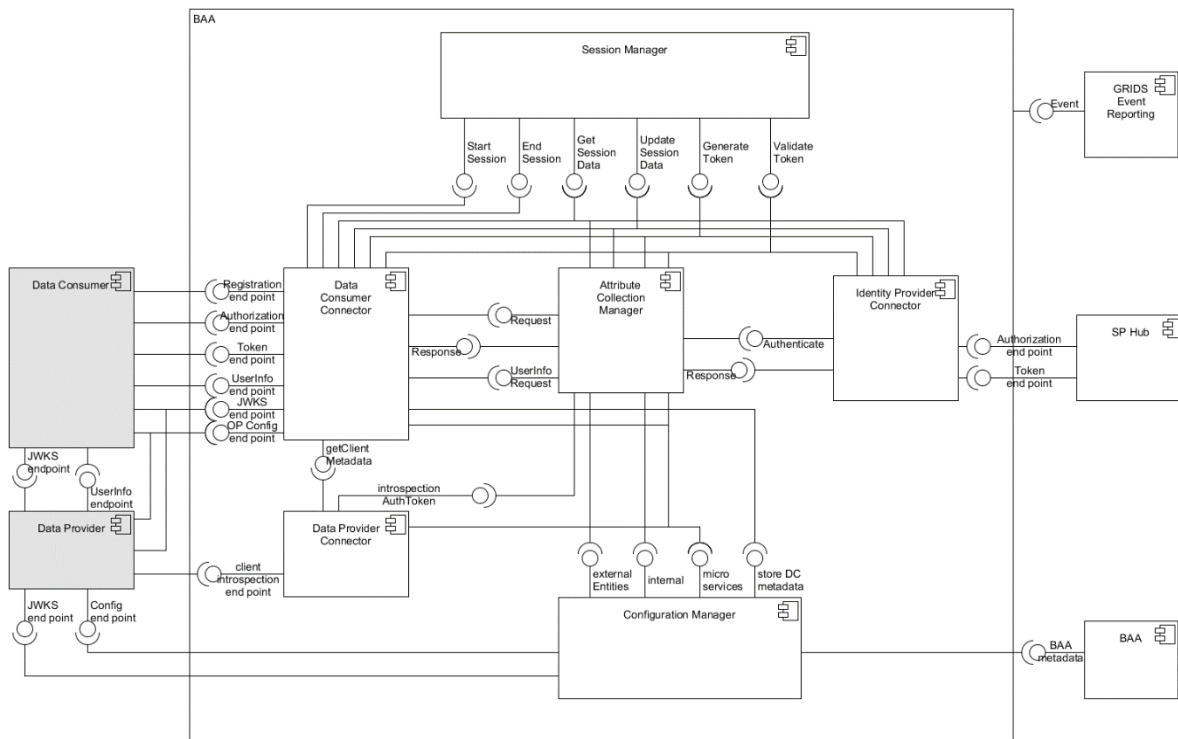 BAA
Session Manager
GRIDS
Event
Reporting
Event
Start
Session
End
Session
Get
Session
Data
Update
Session
Data
Generate
Token
Validate
Token
Data Consumer
Registration
end point
Authorization
end point
Token
end point
UserInfo
end point
JWKS
end point
OP Config
end point
Data
Consumer
Connector
Request
Response
UserInfo
Request
Attribute
Collection
Manager
Authenticate
Response
Identity Provider
Connector
Authorization
end point
Token
end point
SP Hub
JWKS
endpoint
UserInfo
endpoint
getClient
Metadata
introspection
AuthToken
Data Provider
Data Provider
Connector
client
introspection
end point
external
Entities
internal
micro
services
store DC
metadata
JWKS
end point
Config
end point
Configuration Manager
BAA
metadata
BAA